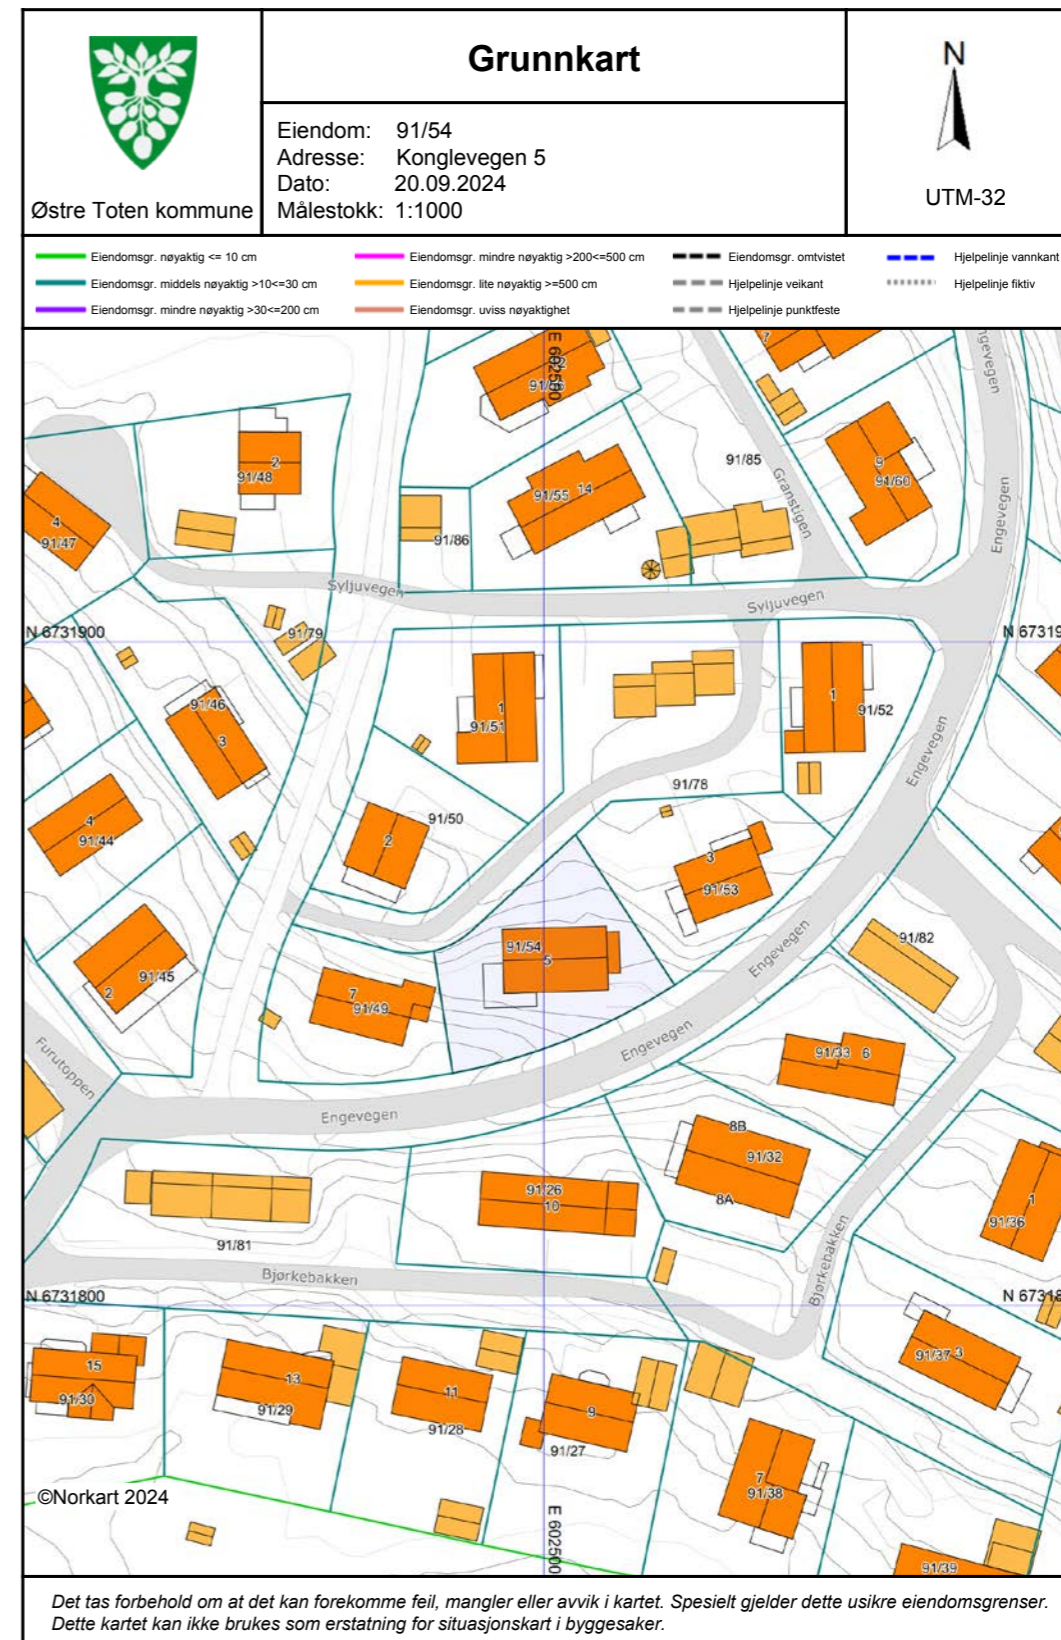 Grunnkart
Østre Toten kommune
Eiendom: 91/54
Adresse: Konglevegen 5
Dato: 20.09.2024
Målestokk: 1:1000
N
UTM-32
Eiendomsgr. nøyaktig <= 10 cm
Eiendomsgr. middels nøyaktig >10<=30 cm
Eiendomsgr. mindre nøyaktig >30<=200 cm
Eiendomsgr. mindre nøyaktig >200<=500 cm
Eiendomsgr. lite nøyaktig >=500 cm
Eiendomsgr. uviss nøyaktighet
Eiendomsgr. omtvistet
Hjelpelinje veikant
Hjelpelinje punktfeste
Hjelpelinje vannkant
Hjelpelinje fiktiv
E 602500
7
Engevegen
2
91/48
91/85
Granstigen
9
91/60
91/55
14
4
91/47
91/86
Engevegen
Syljuvegen
Syljuvegen
N 6731900
91/79
N 67319
91/46
3
1
91/51
1
91/52
Engevegen
91/78
4
91/44
91/50
2
3
91/53
91/54
5
91/82
Engevegen
2
91/45
7
91/49
Furutoppen
Engevegen
91/33
6
Engevegen
8B
91/32
8A
91/26
10
1
91/36
91/81
Bjørkebakken
Bjørkebakken
N 6731800
N 67318
91/37
3
15
91/30
13
91/29
11
91/28
9
91/27
7
91/38
E 602500
91/39
©Norkart 2024
Det tas forbehold om at det kan forekomme feil, mangler eller avvik i kartet. Spesielt gjelder dette usikre eiendomsgrenser.
Dette kartet kan ikke brukes som erstatning for situasjonskart i byggesaker.